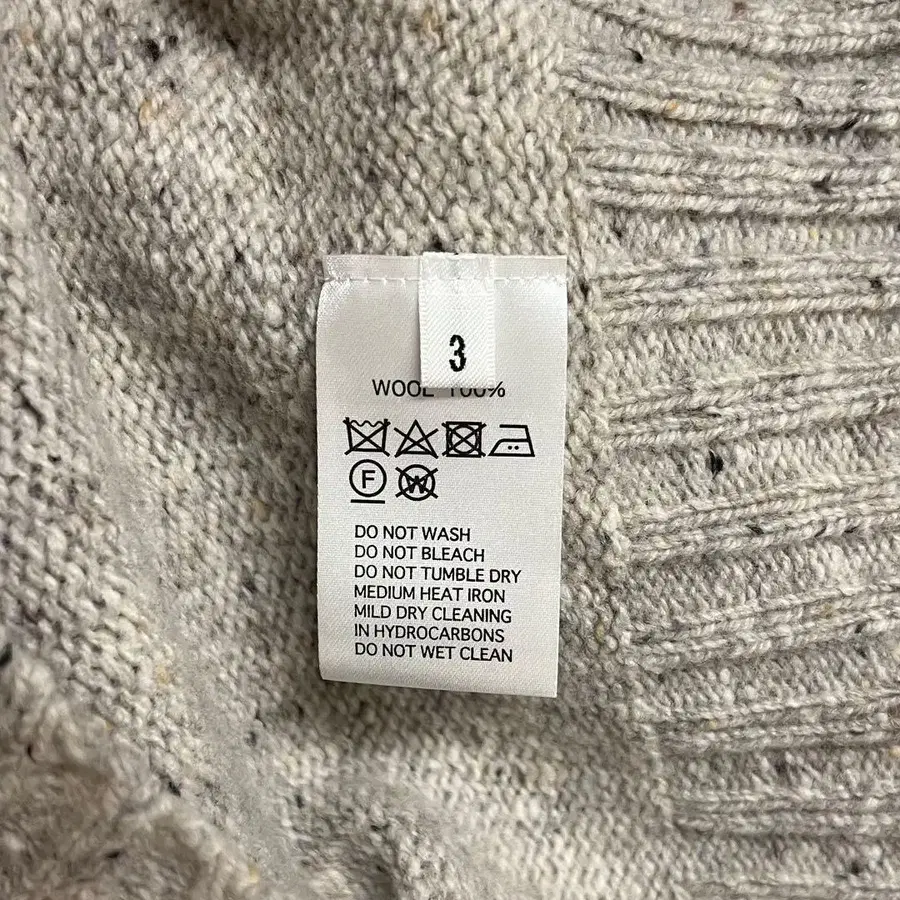 3
WOOL 100%
F
W
DO NOT WASH
DO NOT BLEACH
DO NOT TUMBLE DRY
MEDIUM HEAT IRON
MILD DRY CLEANING
IN HYDROCARBONS
DO NOT WET CLEAN